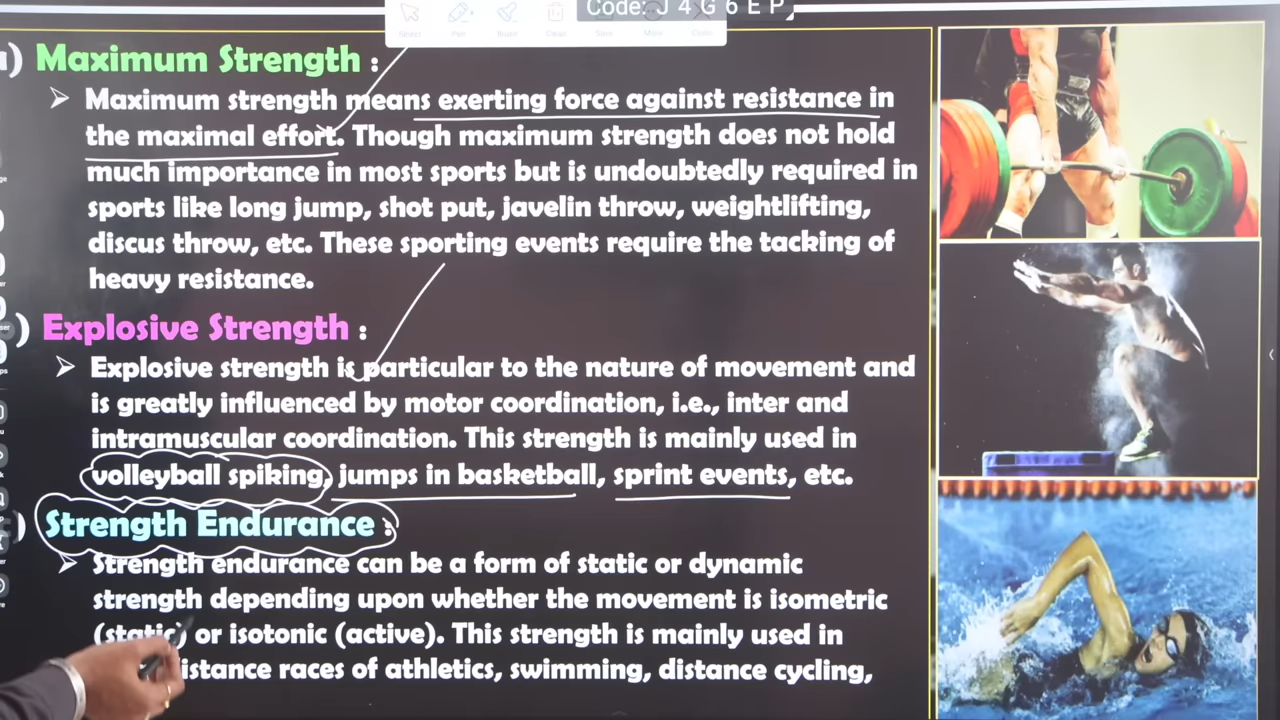 Code: J 4 G 6 E P
Select Pen Clean Save More
) Maximum Strength :
➢ Maximum strength means exerting force against resistance in
the maximal effort. Though maximum strength does not hold
much importance in most sports but is undoubtedly required in
sports like long jump, shot put, javelin throw, weightlifting,
discus throw, etc. These sporting events require the tacking of
heavy resistance.
) Explosive Strength :
➢ Explosive strength is particular to the nature of movement and
is greatly influenced by motor coordination, i.e., inter and
intramuscular coordination. This strength is mainly used in
volleyball spiking, jumps in basketball, sprint events, etc.
) Strength Endurance :
➢ Strength endurance can be a form of static or dynamic
strength depending upon whether the movement is isometric
(static) or isotonic (active). This strength is mainly used in
races of athletics, swimming, distance cycling,